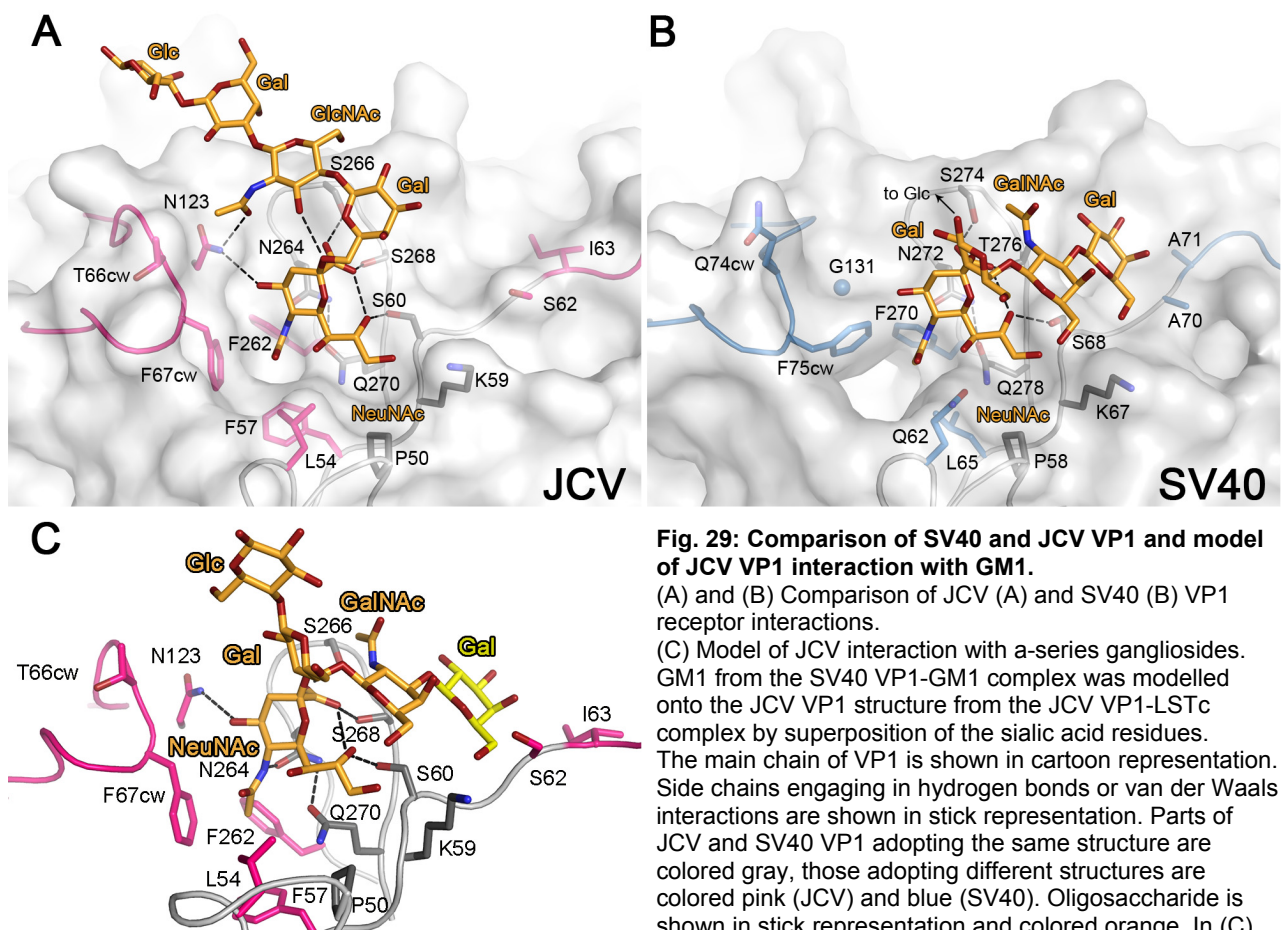 A
Glc
Gal
GlcNAc
S266
Gal
N123
N264
S268
I63
T66cw
S62
S60
F262
F67cw
Q270
K59
NeuNAc
F57
L54
P50
JCV
B
S274
GalNAc
to Glc
Gal
Gal
N272
T276
A71
Q74cw
G131
F270
A70
S68
F75cw
Q278
K67
NeuNAc
Q62
L65
P58
SV40
C
Glc
GalNAc
S266
Gal
Gal
N123
T66cw
I63
S268
NeuNAc
N264
S60
S62
F67cw
Q270
F262
K59
L54
F57
P50
Fig. 29: Comparison of SV40 and JCV VP1 and model
of JCV VP1 interaction with GM1.
(A) and (B) Comparison of JCV (A) and SV40 (B) VP1
receptor interactions.
(C) Model of JCV interaction with a-series gangliosides.
GM1 from the SV40 VP1-GM1 complex was modelled
onto the JCV VP1 structure from the JCV VP1-LSTc
complex by superposition of the sialic acid residues.
The main chain of VP1 is shown in cartoon representation.
Side chains engaging in hydrogen bonds or van der Waals
interactions are shown in stick representation. Parts of
JCV and SV40 VP1 adopting the same structure are
colored gray, those adopting different structures are
colored pink (JCV) and blue (SV40). Oligosaccharide is
shown in stick representation and colored orange. In (C)